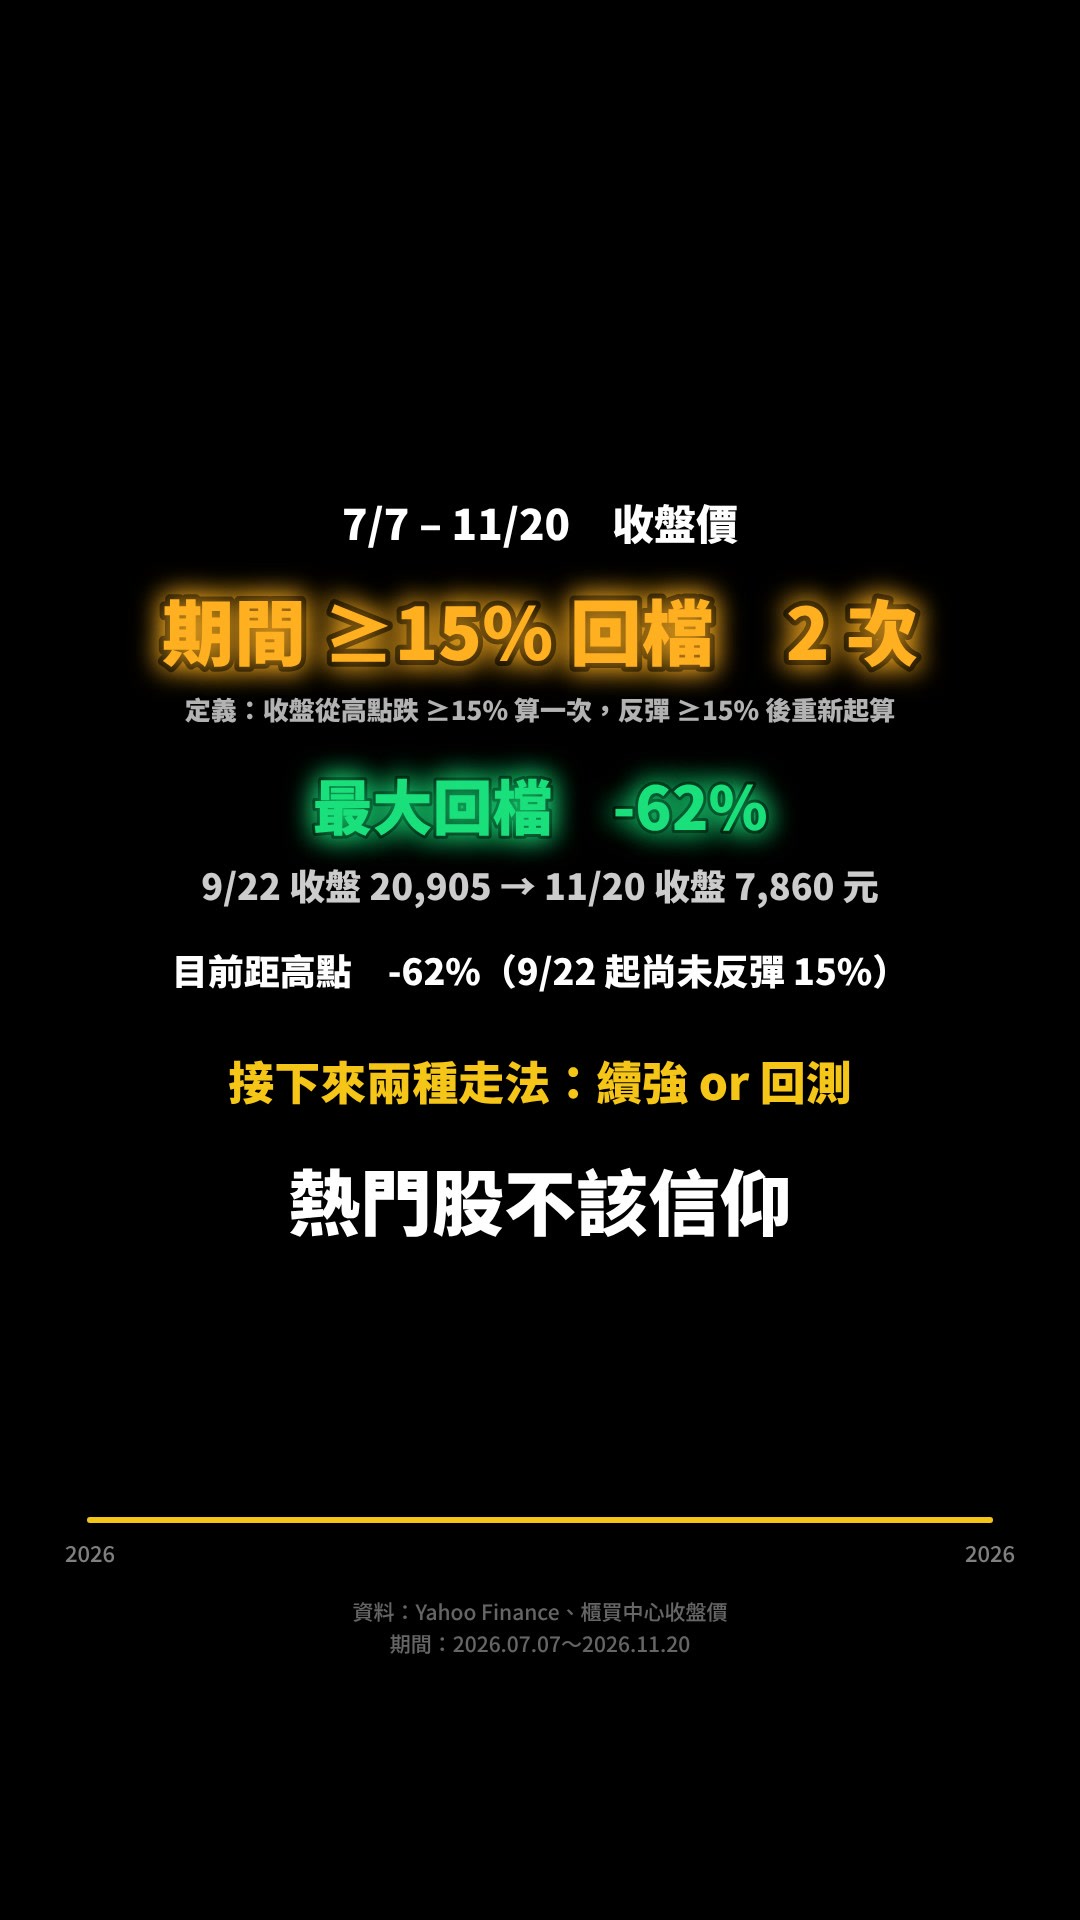 7/7 – 11/20　收盤價
期間 ≥15% 回檔　2 次
定義：收盤從高點跌 ≥15% 算一次，反彈 ≥15% 後重新起算
最大回檔　-62%
9/22 收盤 20,905 → 11/20 收盤 7,860 元
目前距高點　-62%（9/22 起尚未反彈 15%）
接下來兩種走法：續強 or 回測
熱門股不該信仰
2026
2026
資料：Yahoo Finance、櫃買中心收盤價
期間：2026.07.07～2026.11.20